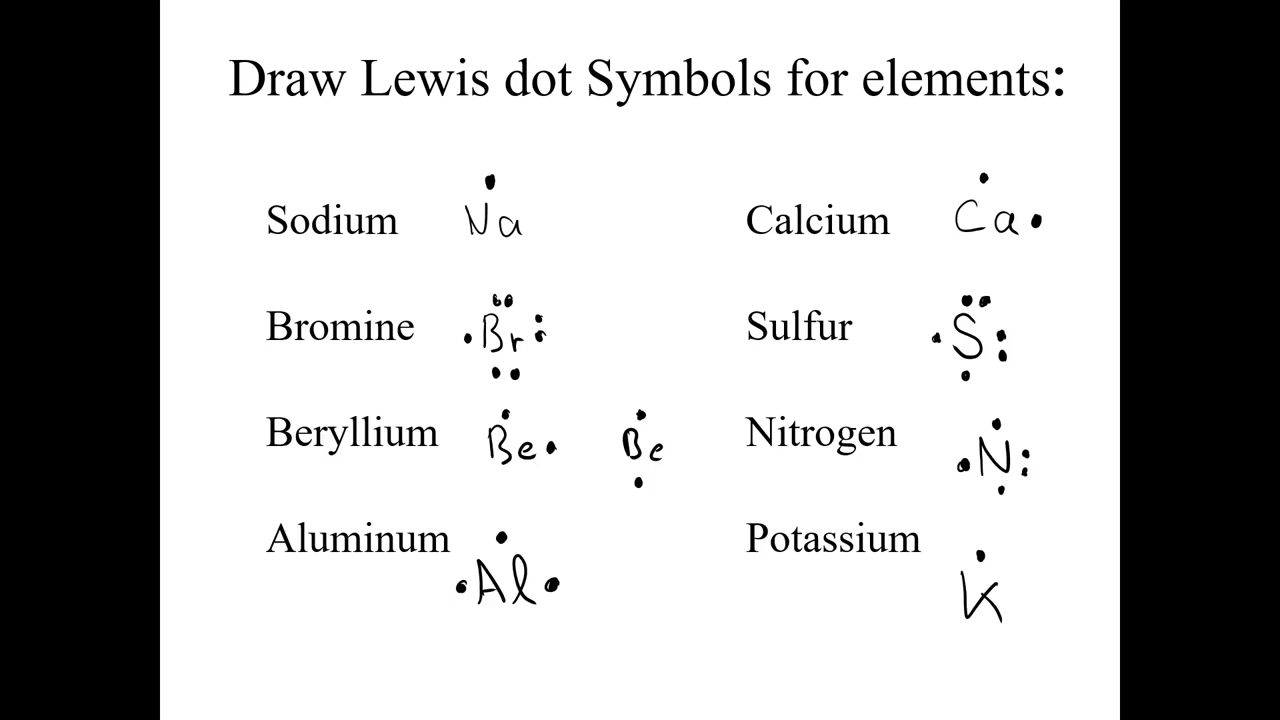 Draw Lewis dot Symbols for elements:
Sodium Na Calcium Ca
Bromine Br Sulfur S
Beryllium Be Be Nitrogen N
Aluminum Al Potassium K